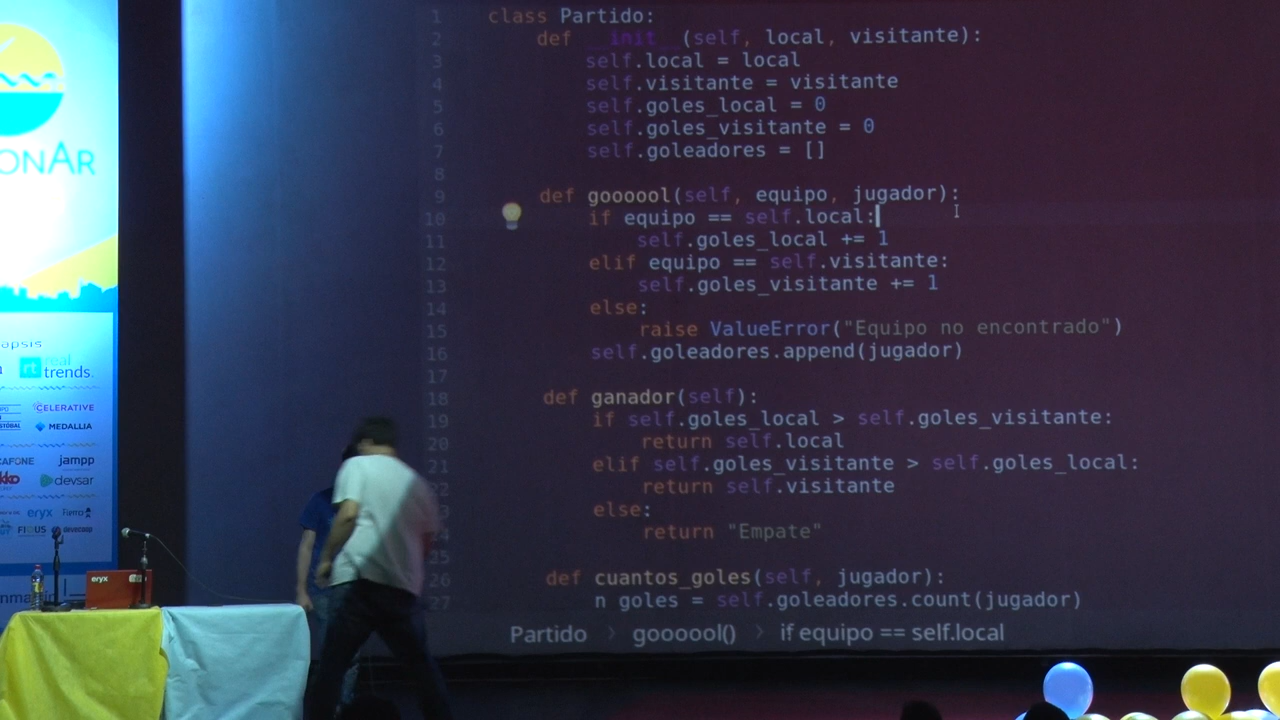 1 class Partido:
2 def __init__(self, local, visitante):
3 self.local = local
4 self.visitante = visitante
5 self.goles_local = 0
6 self.goles_visitante = 0
7 self.goleadores = []
8
9 def goooool(self, equipo, jugador):
10 if equipo == self.local:
11 self.goles_local += 1
12 elif equipo == self.visitante:
13 self.goles_visitante += 1
14 else:
15 raise ValueError("Equipo no encontrado")
16 self.goleadores.append(jugador)
17
18 def ganador(self):
19 if self.goles_local > self.goles_visitante:
20 return self.local
21 elif self.goles_visitante > self.goles_local:
22 return self.visitante
else:
return "Empate"
25
26 def cuantos_goles(self, jugador):
27 n_goles = self.goleadores.count(jugador)
Partido > goooool() > if equipo == self.local
ONAR
apsis
rt real trends.
CELERATIVE
MEDALLIA
AFONE jampp
devsar
eryx
eryx